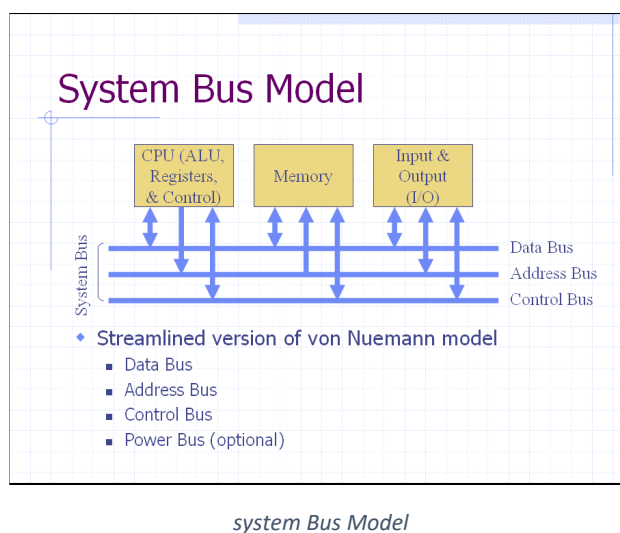 System Bus Model
CPU (ALU,
Registers,
& Control)
Memory
Input &
Output
(I/O)
System Bus
Data Bus
Address Bus
Control Bus
Streamlined version of von Nuemann model
Data Bus
Address Bus
Control Bus
Power Bus (optional)
system Bus Model